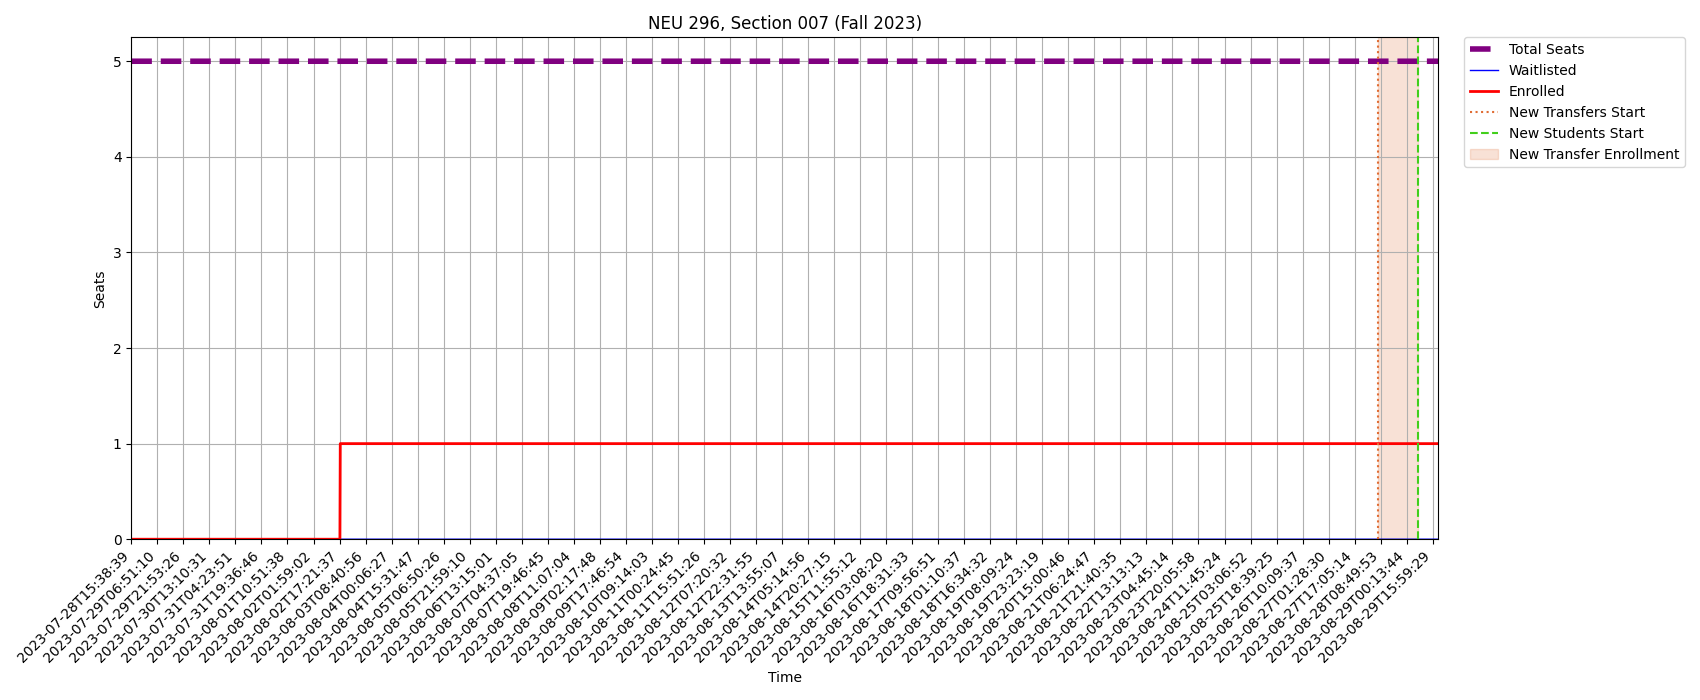 NEU 296, Section 007 (Fall 2023)
Total Seats
Waitlisted
Enrolled
New Transfers Start
New Students Start
New Transfer Enrollment
Seats
5
4
3
2
1
0
2023-07-28T15:38:39
2023-07-29T06:51:10
2023-07-29T21:53:26
2023-07-30T13:10:31
2023-07-31T04:23:51
2023-07-31T19:36:46
2023-08-01T10:51:38
2023-08-02T01:59:02
2023-08-02T17:21:37
2023-08-03T08:40:56
2023-08-04T00:06:27
2023-08-04T15:31:47
2023-08-05T06:50:26
2023-08-05T21:59:10
2023-08-06T13:15:01
2023-08-07T04:37:05
2023-08-07T19:46:45
2023-08-08T11:07:04
2023-08-09T02:17:48
2023-08-09T17:46:54
2023-08-10T09:14:03
2023-08-11T00:24:45
2023-08-11T15:51:26
2023-08-12T07:20:32
2023-08-12T22:31:55
2023-08-13T13:55:07
2023-08-14T05:14:56
2023-08-14T20:27:15
2023-08-15T11:55:12
2023-08-16T03:08:20
2023-08-16T18:31:33
2023-08-17T09:56:51
2023-08-18T01:10:37
2023-08-18T16:34:32
2023-08-19T08:09:24
2023-08-19T23:23:19
2023-08-20T15:00:46
2023-08-21T06:24:47
2023-08-21T21:40:35
2023-08-22T13:13:13
2023-08-23T04:45:14
2023-08-23T20:05:58
2023-08-24T11:45:24
2023-08-25T03:06:52
2023-08-25T18:39:25
2023-08-26T10:09:37
2023-08-27T01:28:30
2023-08-27T17:05:14
2023-08-28T08:49:53
2023-08-29T00:13:44
2023-08-29T15:59:29
Time